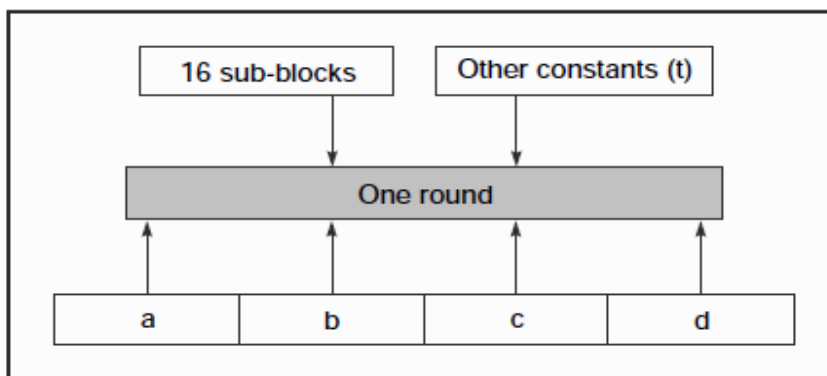 16 sub-blocks
Other constants (t)
One round
a
b
c
d